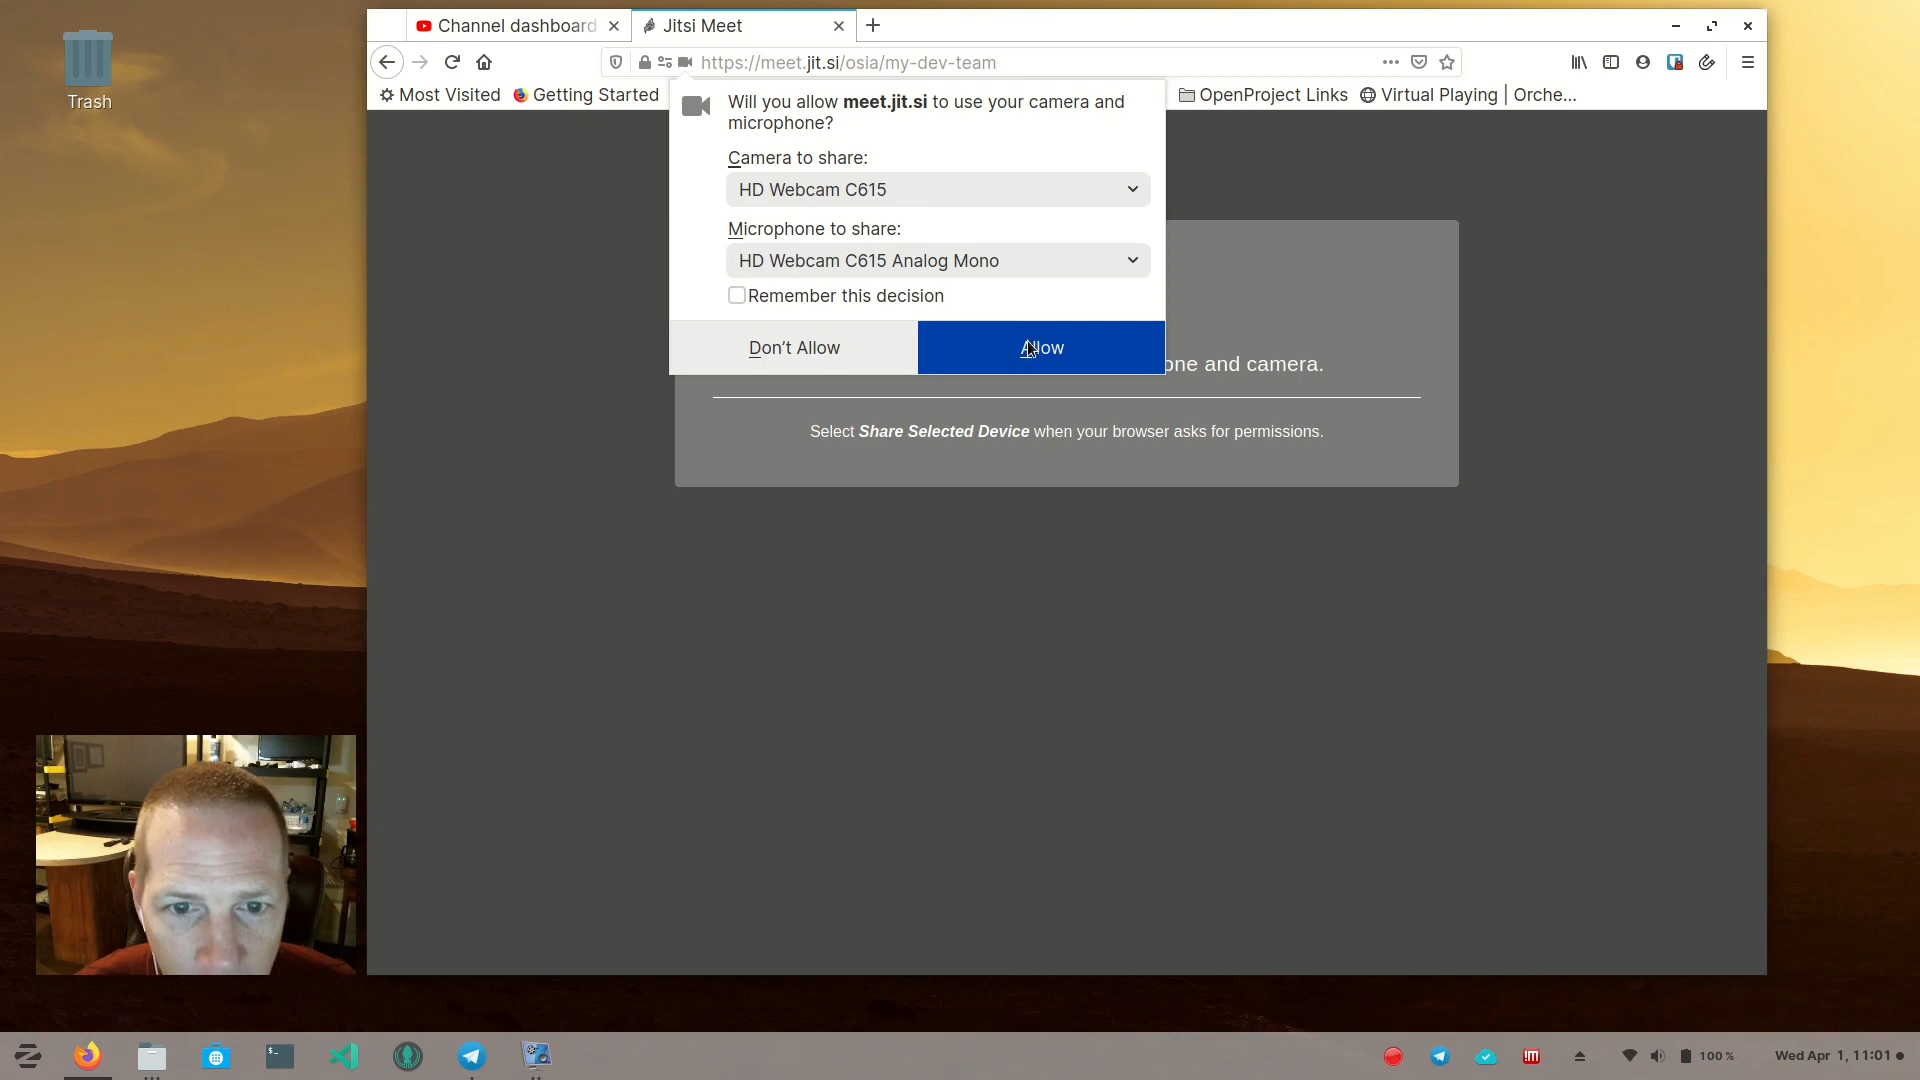 Trash
Channel dashboard
Jitsi Meet
https://meet.jit.si/osia/my-dev-team
Most Visited
Getting Started
OpenProject Links
Virtual Playing | Orche...
Will you allow meet.jit.si to use your camera and
microphone?
Camera to share:
HD Webcam C615
Microphone to share:
HD Webcam C615 Analog Mono
Remember this decision
Don't Allow
Allow
one and camera.
Select Share Selected Device when your browser asks for permissions.
100 %
Wed Apr 1, 11:01